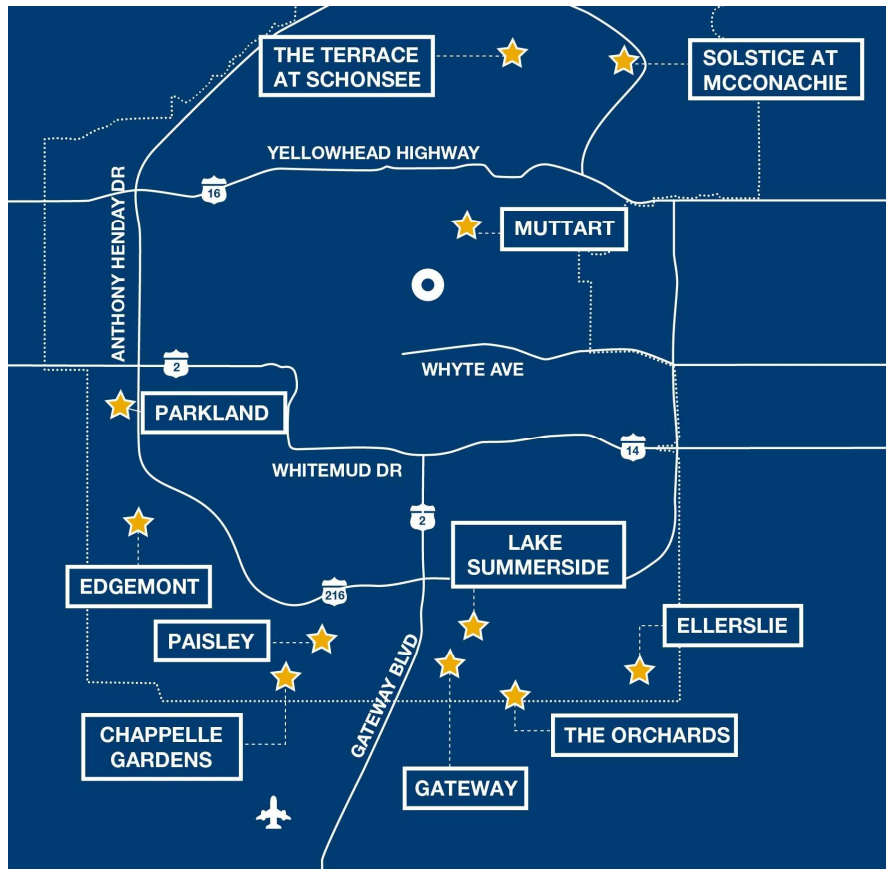 THE TERRACE
AT SCHONSEE
SOLSTICE AT
MCCONACHIE
YELLOWHEAD HIGHWAY
16
ANTHONY HENDAY DR
MUTTART
2
WHYTE AVE
PARKLAND
WHITEMUD DR
14
2
LAKE
SUMMERSIDE
EDGEMONT
216
ELLERSLIE
PAISLEY
GATEWAY BLVD
CHAPPELLE
GARDENS
THE ORCHARDS
GATEWAY